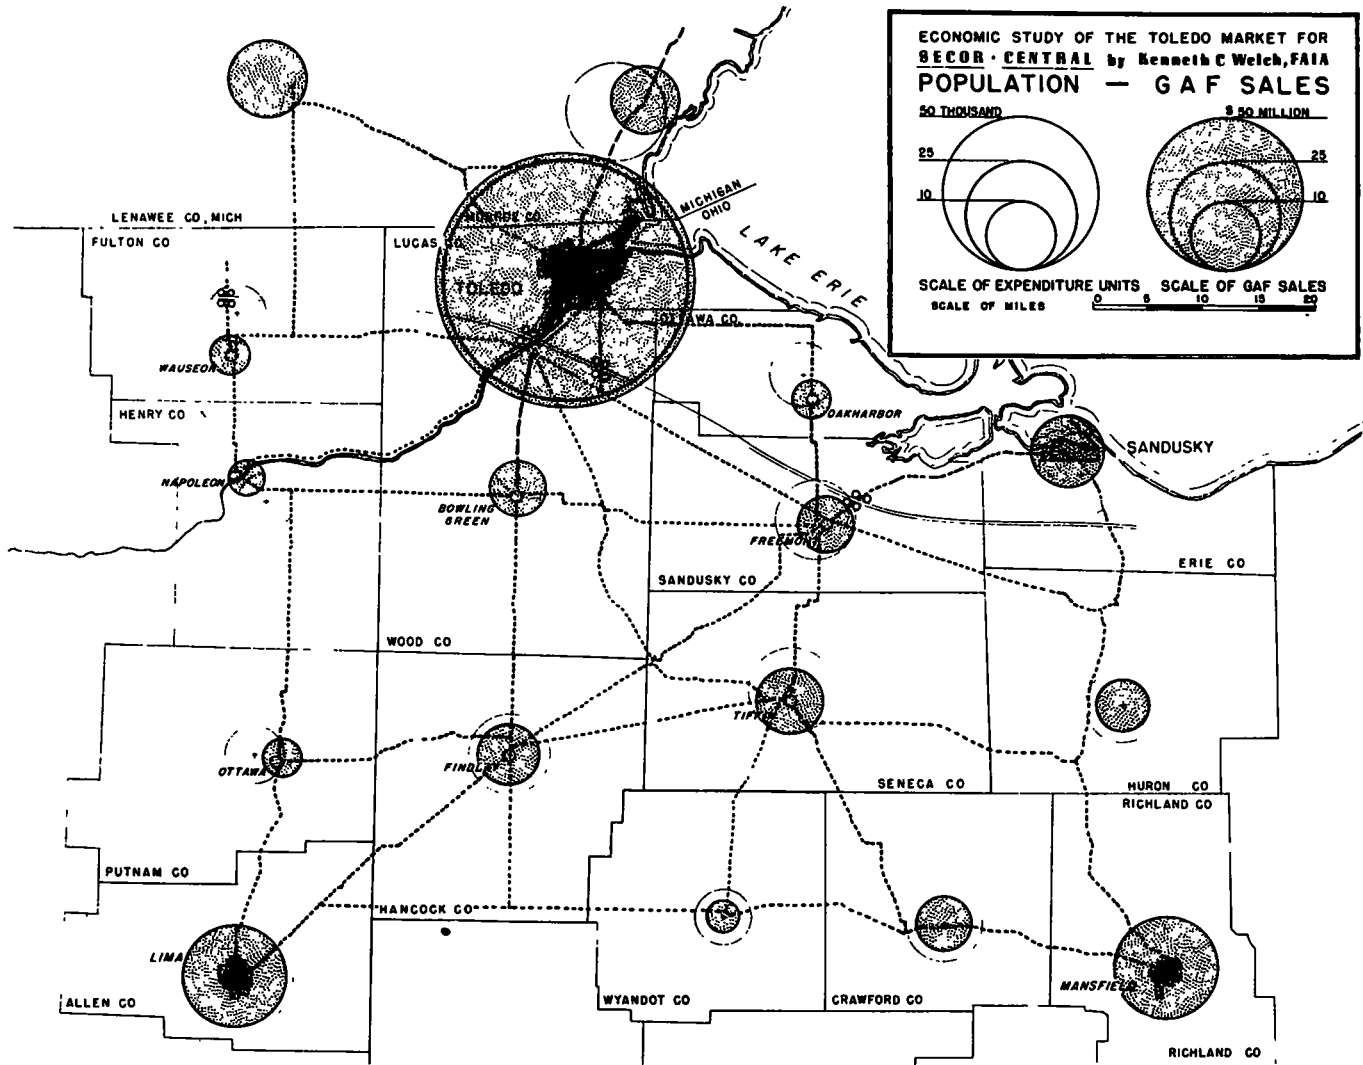 ECONOMIC STUDY OF THE TOLEDO MARKET FOR
SECOR · CENTRAL by Kenneth C Welch, FAIA
POPULATION — GAF SALES
50 THOUSAND
$ 50 MILLION
25
25
10
10
SCALE OF EXPENDITURE UNITS
SCALE OF GAF SALES
SCALE OF MILES
0 5 10 15 20
LENAWEE CO, MICH
FULTON CO
LUCAS CO
MONROE CO.
MICHIGAN
OHIO
LAKE ERIE
TOLEDO
OTTAWA CO.
WAUSEON
HENRY CO
OAKHARBOR
SANDUSKY
NAPOLEON
BOWLING
GREEN
FREEMONT
SANDUSKY CO
ERIE CO
WOOD CO
TIFFIN
OTTAWA
FINDLAY
SENECA CO
HURON CO
RICHLAND CO
PUTNAM CO
HANCOCK CO
LIMA
MANSFIELD
ALLEN CO
WYANDOT CO
CRAWFORD CO
RICHLAND CO